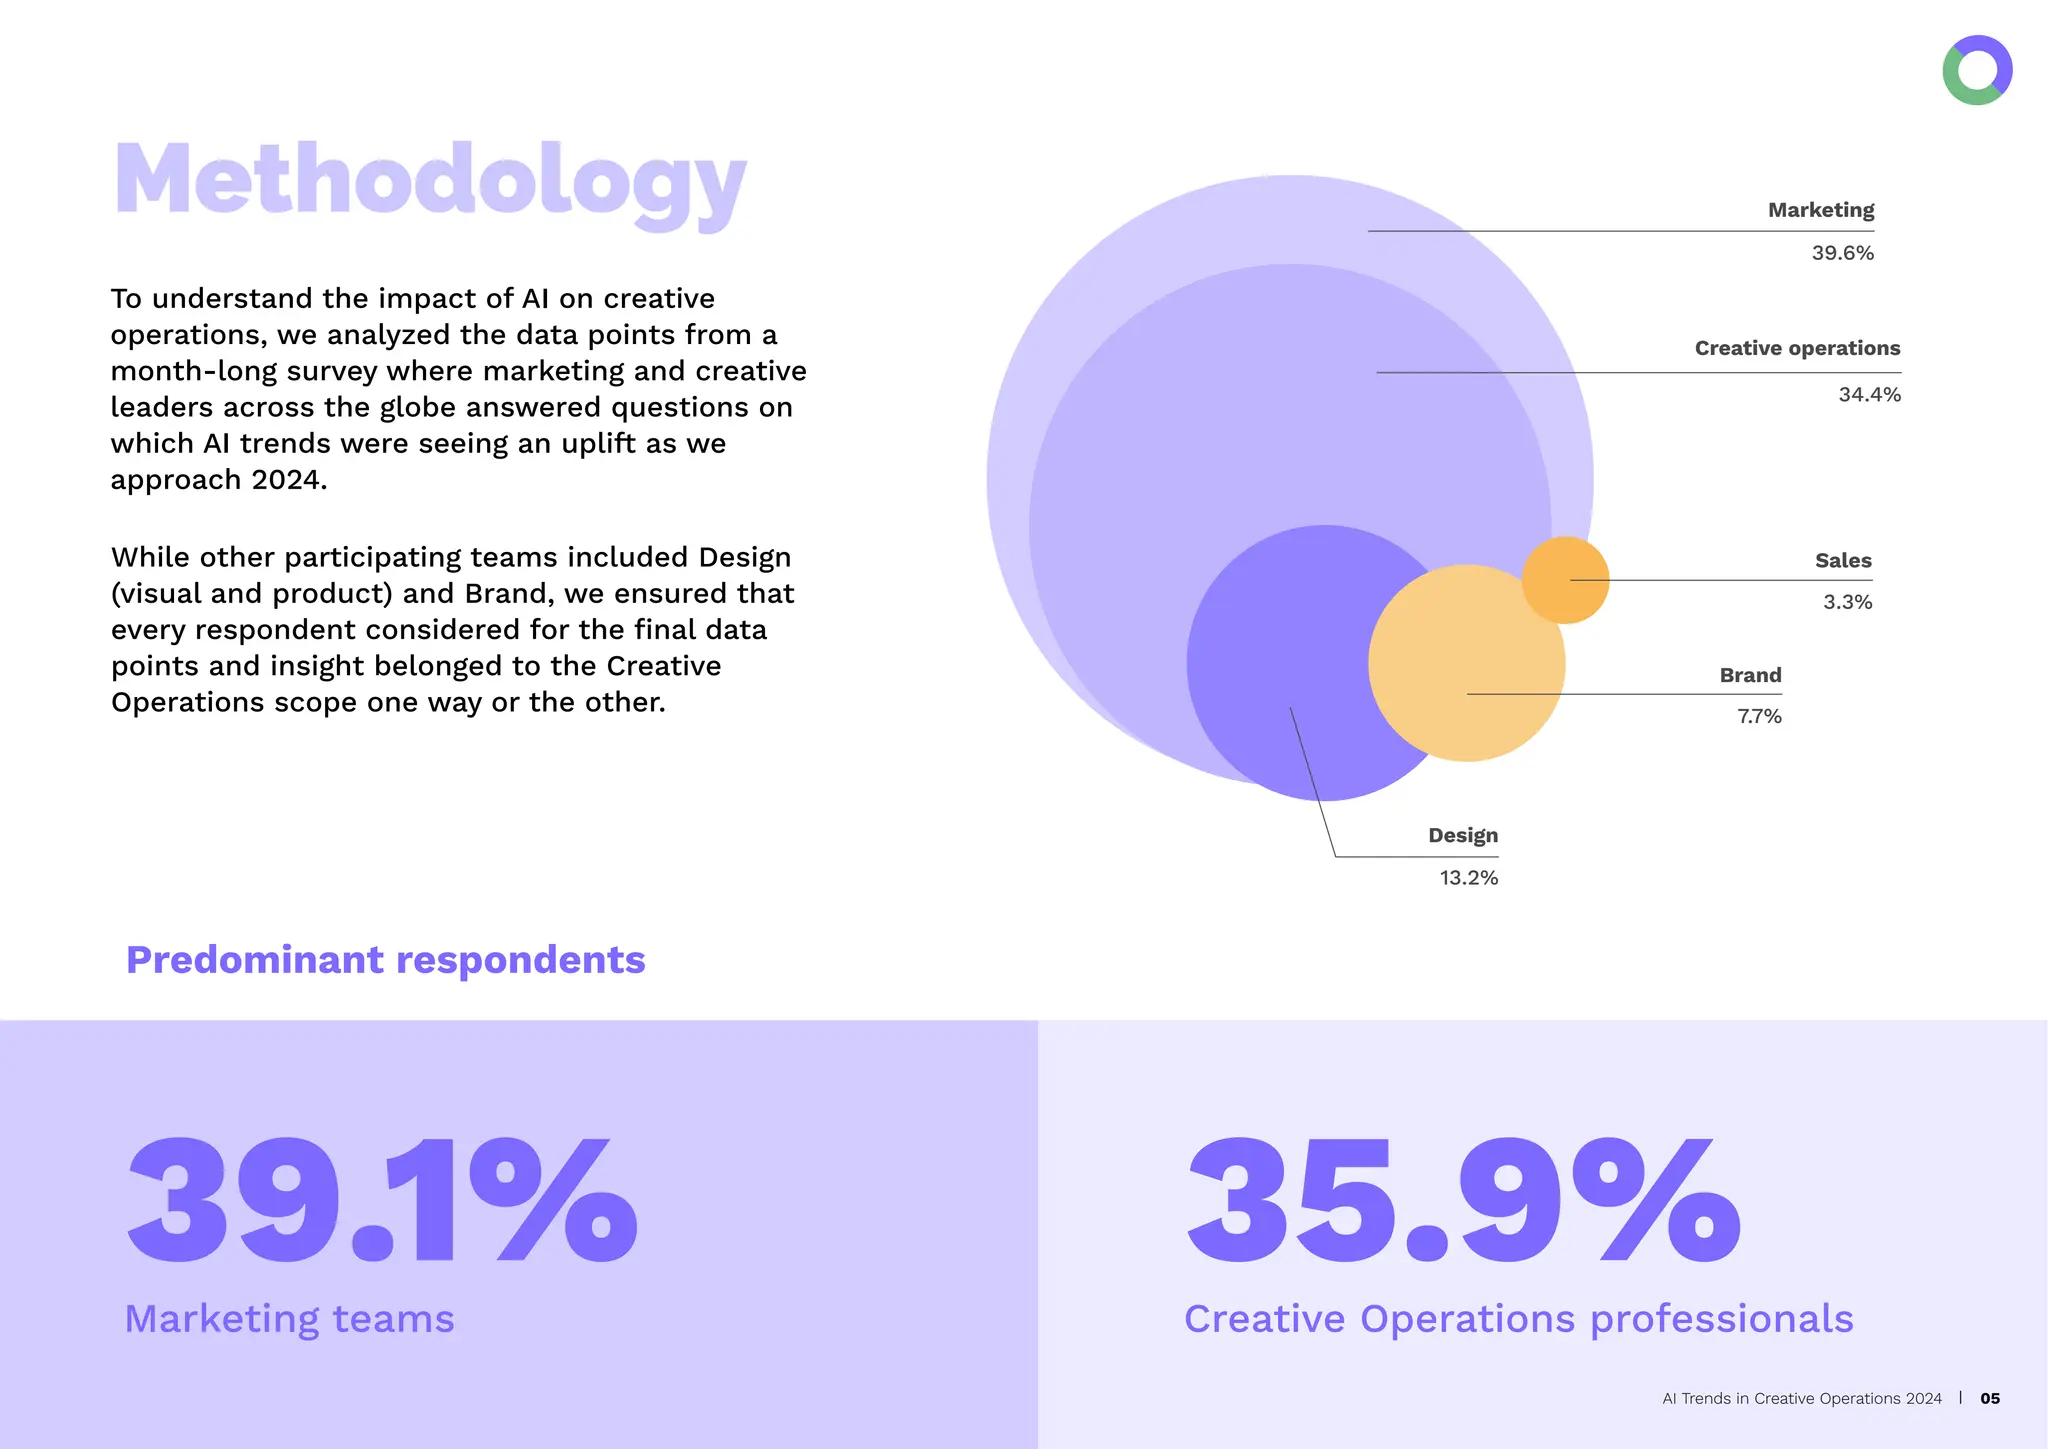 Methodology
To understand the impact of AI on creative
operations, we analyzed the data points from a
month-long survey where marketing and creative
leaders across the globe answered questions on
which AI trends were seeing an uplift as we
approach 2024.
While other participating teams included Design
(visual and product) and Brand, we ensured that
every respondent considered for the final data
points and insight belonged to the Creative
Operations scope one way or the other.
Marketing
39.6%
Creative operations
34.4%
Sales
3.3%
Brand
7.7%
Design
13.2%
Predominant respondents
39.1%
Marketing teams
35.9%
Creative Operations professionals
AI Trends in Creative Operations 2024 | 05